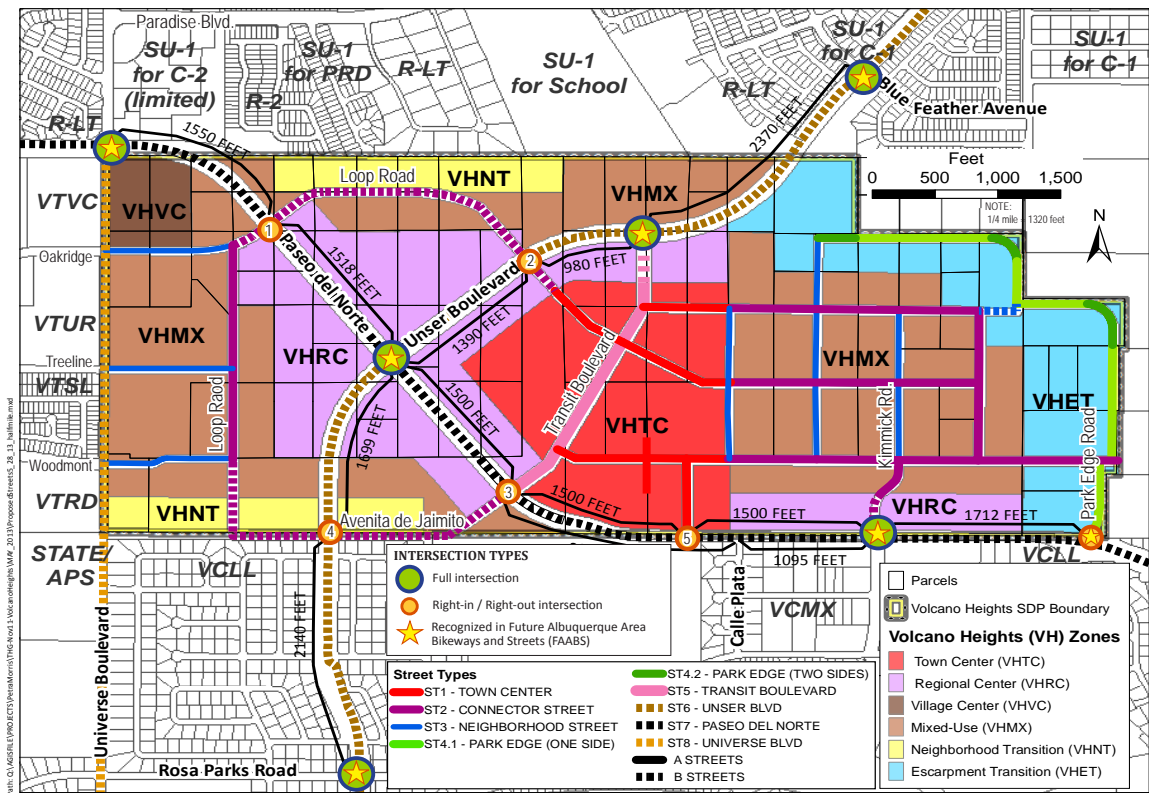 Paradise Blvd.
SU-1
for C-2
(limited)
SU-1
for PRD
R-2
R-LT
SU-1
for School
R-LT
SU-1
for C-1
SU-1
for C-1
R-LT
Blue Feather Avenue
1550 FEET
2370 FEET
Feet
0 500 1,000 1,500
NOTE:
1/4 mile = 1320 feet
N
VTVC
VHVC
Loop Road
VHNT
VHMX
Oakridge
1
Paseo del Norte
1518 FEET
2
980 FEET
Unser Boulevard
1390 FEET
VTUR
VHMX
VHRC
VHMX
Treeline
VTSL
Loop Raod
1500 FEET
1699 FEET
Transit Boulevard
VHTC
Kimmick Rd.
VHET
Park Edge Road
Woodmont
VTRD
VHNT
3
1500 FEET
1500 FEET
VHRC
1712 FEET
4
Avenita de Jaimito
5
1095 FEET
STATE/
APS
VCLL
VCLL
Calle Plata
VCMX
2140 FEET
Universe Boulevard
Rosa Parks Road
INTERSECTION TYPES
Full intersection
Right-in / Right-out intersection
Recognized in Future Albuquerque Area
Bikeways and Streets (FAABS)
Street Types
ST1 - TOWN CENTER
ST2 - CONNECTOR STREET
ST3 - NEIGHBORHOOD STREET
ST4.1 - PARK EDGE (ONE SIDE)
ST4.2 - PARK EDGE (TWO SIDES)
ST5 - TRANSIT BOULEVARD
ST6 - UNSER BLVD
ST7 - PASEO DEL NORTE
ST8 - UNIVERSE BLVD
A STREETS
B STREETS
Parcels
Volcano Heights SDP Boundary
Volcano Heights (VH) Zones
Town Center (VHTC)
Regional Center (VHRC)
Village Center (VHVC)
Mixed-Use (VHMX)
Neighborhood Transition (VHNT)
Escarpment Transition (VHET)